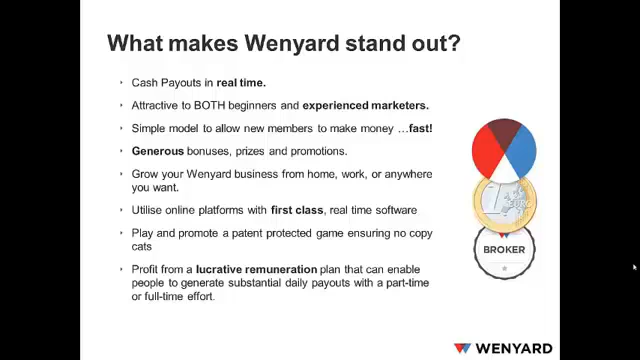 What makes Wenyard stand out?
Cash Payouts in real time.
Attractive to BOTH beginners and experienced marketers.
Simple model to allow new members to make money …fast!
Generous bonuses, prizes and promotions.
Grow your Wenyard business from home, work, or anywhere
you want.
Utilise online platforms with first class, real time software
Play and promote a patent protected game ensuring no copy
cats
Profit from a lucrative remuneration plan that can enable
people to generate substantial daily payouts with a part-time
or full-time effort.
1 EURO
BROKER
WENYARD